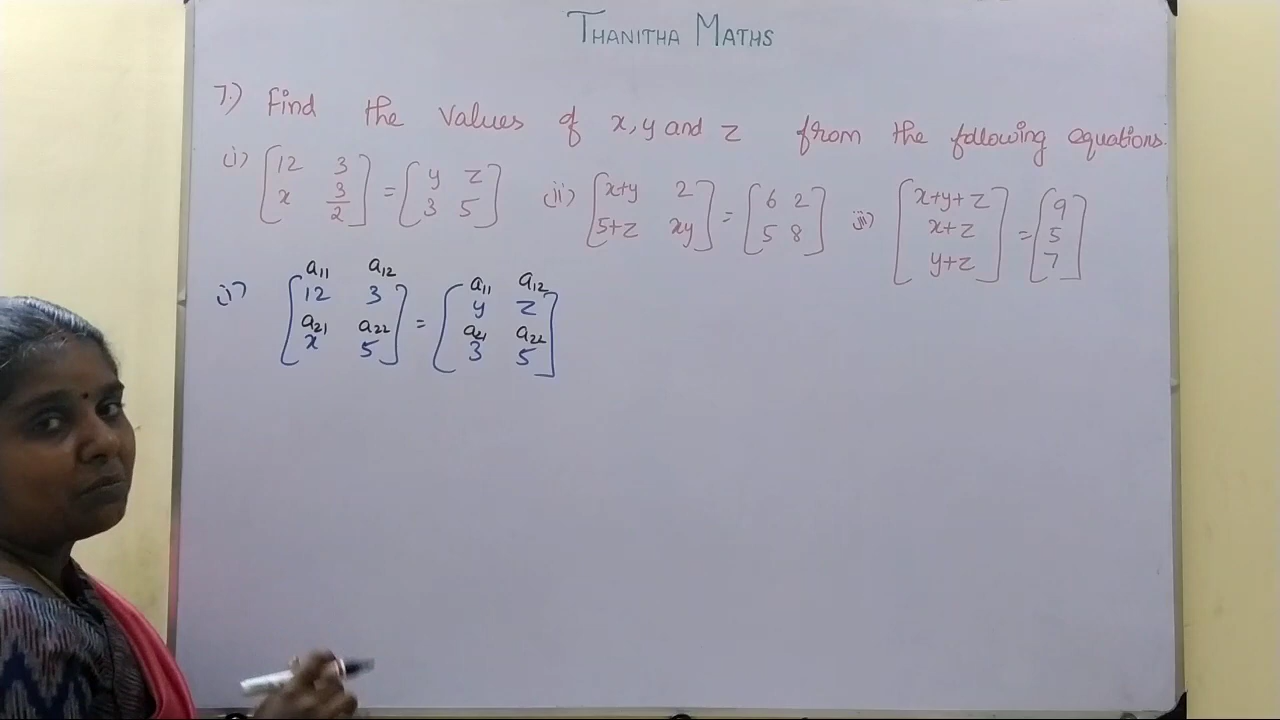 THANITHA MATHS
7.) Find the values of x, y and z from the following equations.
(i) [12 3 = [y z (ii) [x+y 2 = [6 2 (iii) [x+y+z = [9
x 3/2] 3 5] 5+z xy] 5 8] x+z 5
y+z] 7]
(i) a11 a12 a11 a12
[12 3 = [y z
a21 a22 a21 a22
x 5] 3 5]